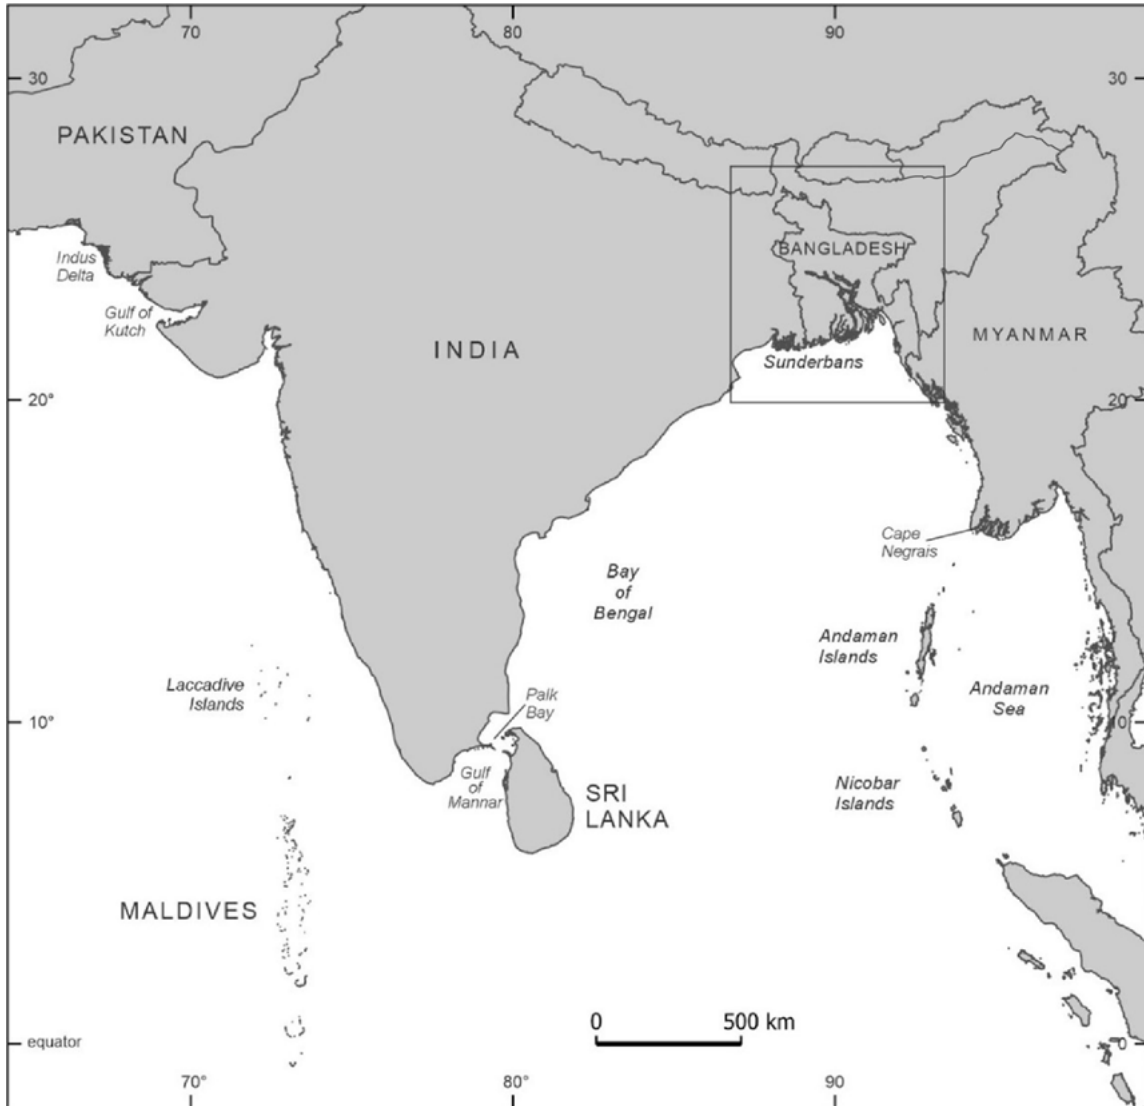 70
80
90
30
30
PAKISTAN
BANGLADESH
Indus
Delta
Gulf of
Kutch
INDIA
MYANMAR
Sunderbans
20°
20
Cape
Negrais
Bay
of
Bengal
Andaman
Islands
Laccadive
Islands
Andaman
Sea
Palk
Bay
10°
10
Gulf
of
Mannar
SRI
LANKA
Nicobar
Islands
MALDIVES
0
500 km
equator
0
70°
80°
90